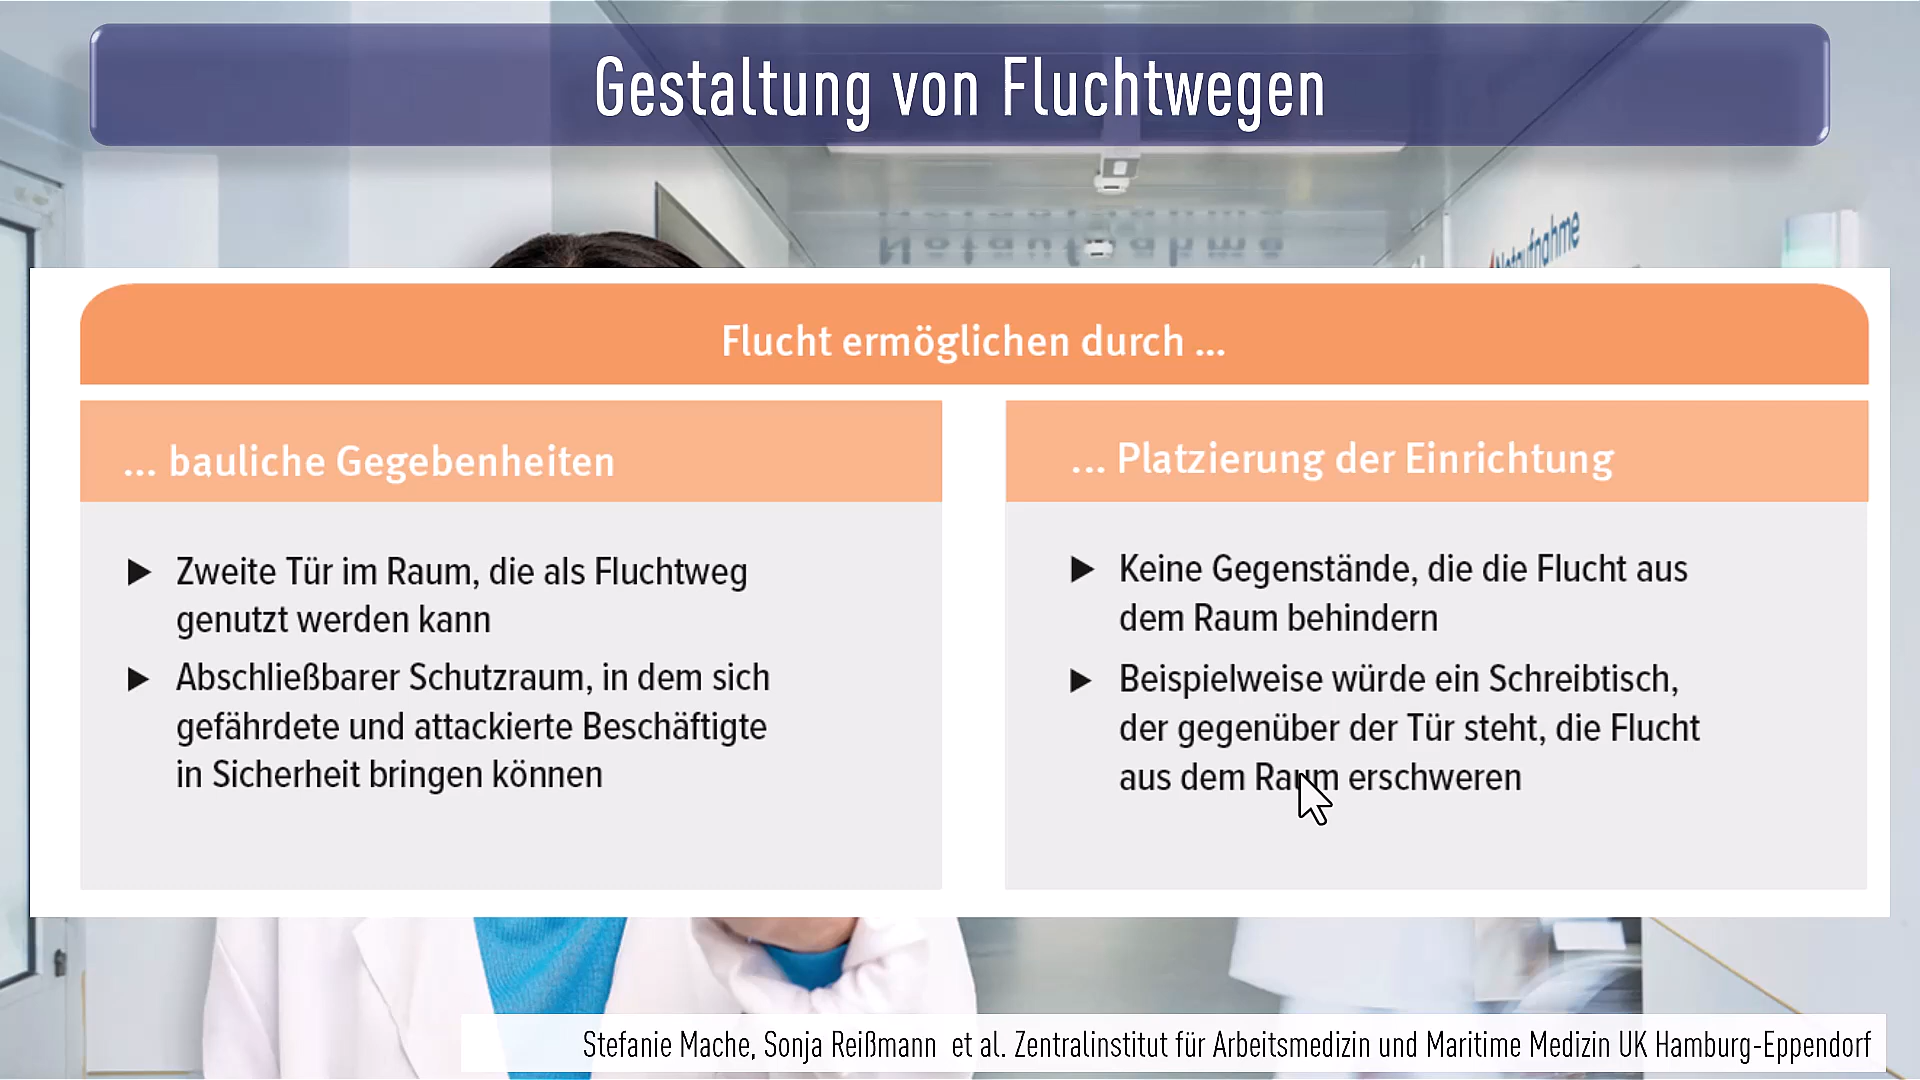 Gestaltung von Fluchtwegen
Notaufnahme
Flucht ermöglichen durch ...
... bauliche Gegebenheiten
Zweite Tür im Raum, die als Fluchtweg
genutzt werden kann
Abschließbarer Schutzraum, in dem sich
gefährdete und attackierte Beschäftigte
in Sicherheit bringen können
... Platzierung der Einrichtung
Keine Gegenstände, die die Flucht aus
dem Raum behindern
Beispielweise würde ein Schreibtisch,
der gegenüber der Tür steht, die Flucht
aus dem Raum erschweren
Stefanie Mache, Sonja Reißmann et al. Zentralinstitut für Arbeitsmedizin und Maritime Medizin UK Hamburg-Eppendorf